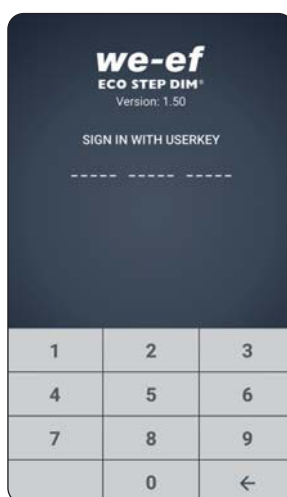 we-ef
ECO STEP DIM®
Version: 1.50
SIGN IN WITH USERKEY
----- ----- -----
1 2 3
4 5 6
7 8 9
0 ←